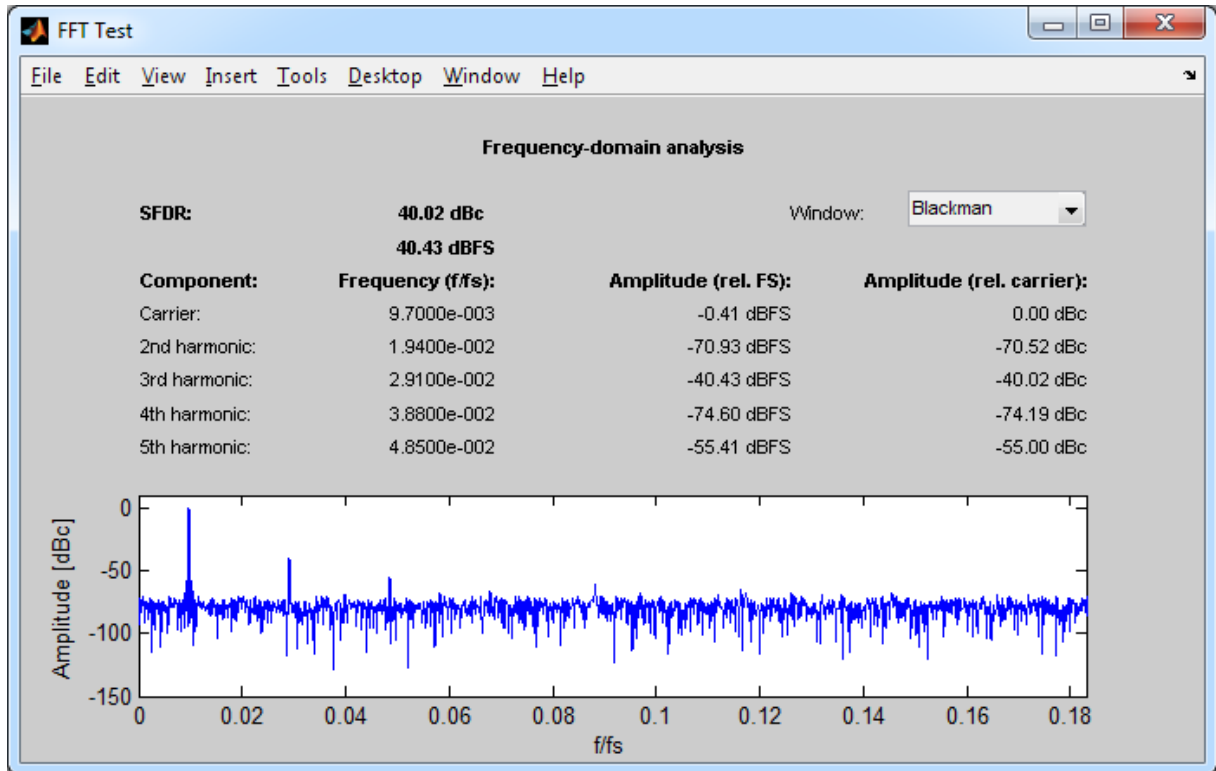 FFT Test
File Edit View Insert Tools Desktop Window Help
Frequency-domain analysis
SFDR: 40.02 dBc Window: Blackman
40.43 dBFS
Component: Frequency (f/fs): Amplitude (rel. FS): Amplitude (rel. carrier):
Carrier: 9.7000e-003 -0.41 dBFS 0.00 dBc
2nd harmonic: 1.9400e-002 -70.93 dBFS -70.52 dBc
3rd harmonic: 2.9100e-002 -40.43 dBFS -40.02 dBc
4th harmonic: 3.8800e-002 -74.60 dBFS -74.19 dBc
5th harmonic: 4.8500e-002 -55.41 dBFS -55.00 dBc
Amplitude [dBc]
0
-50
-100
-150
0 0.02 0.04 0.06 0.08 0.1 0.12 0.14 0.16 0.18
f/fs